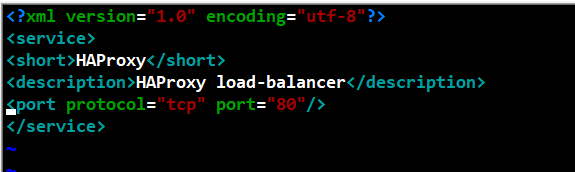 <?xml version="1.0" encoding="utf-8"?>
<service>
<short>HAProxy</short>
<description>HAProxy load-balancer</description>
<port protocol="tcp" port="80"/>
</service>
~
~